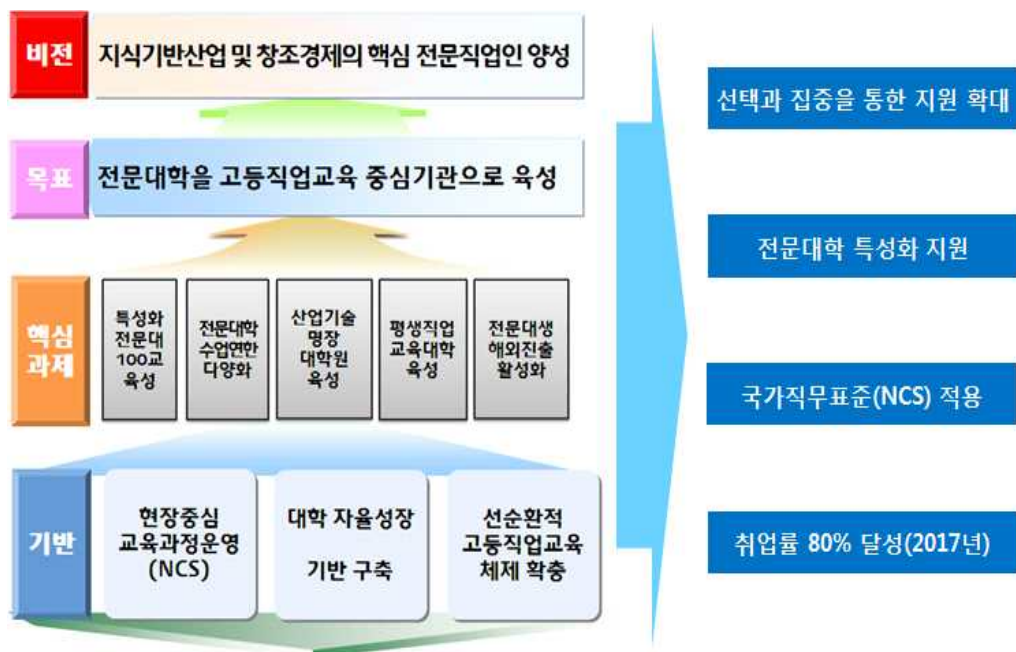 비전
지식기반산업 및 창조경제의 핵심 전문직업인 양성
목표
전문대학을 고등직업교육 중심기관으로 육성
핵심
과제
특성화
전문대
100교
육성
전문대학
수업연한
다양화
산업기술
명장
대학원
육성
평생직업
교육대학
육성
전문대생
해외진출
활성화
기반
현장중심
교육과정운영
(NCS)
대학 자율성장
기반 구축
선순환적
고등직업교육
체제 확충
선택과 집중을 통한 지원 확대
전문대학 특성화 지원
국가직무표준(NCS) 적용
취업률 80% 달성(2017년)